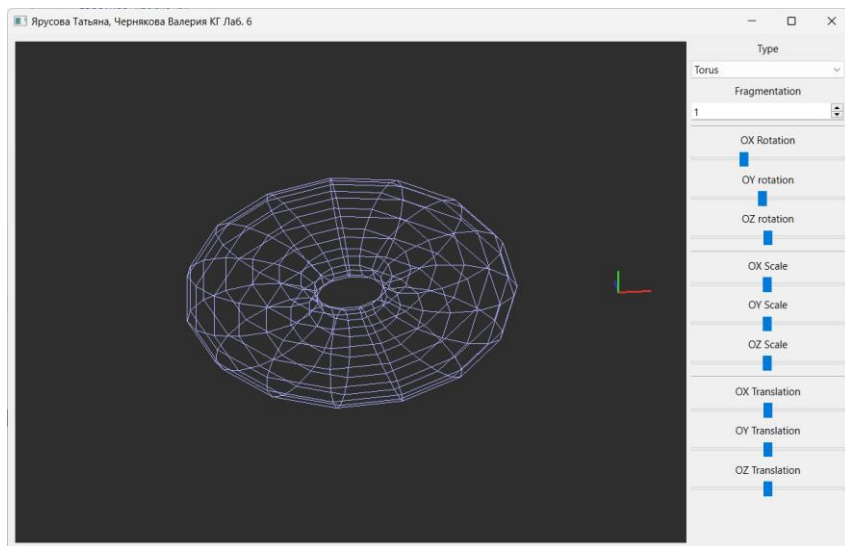 Ярусова Татьяна, Чернякова Валерия КГ Лаб. 6
Type
Torus
Fragmentation
1
OX Rotation
OY rotation
OZ rotation
OX Scale
OY Scale
OZ Scale
OX Translation
OY Translation
OZ Translation